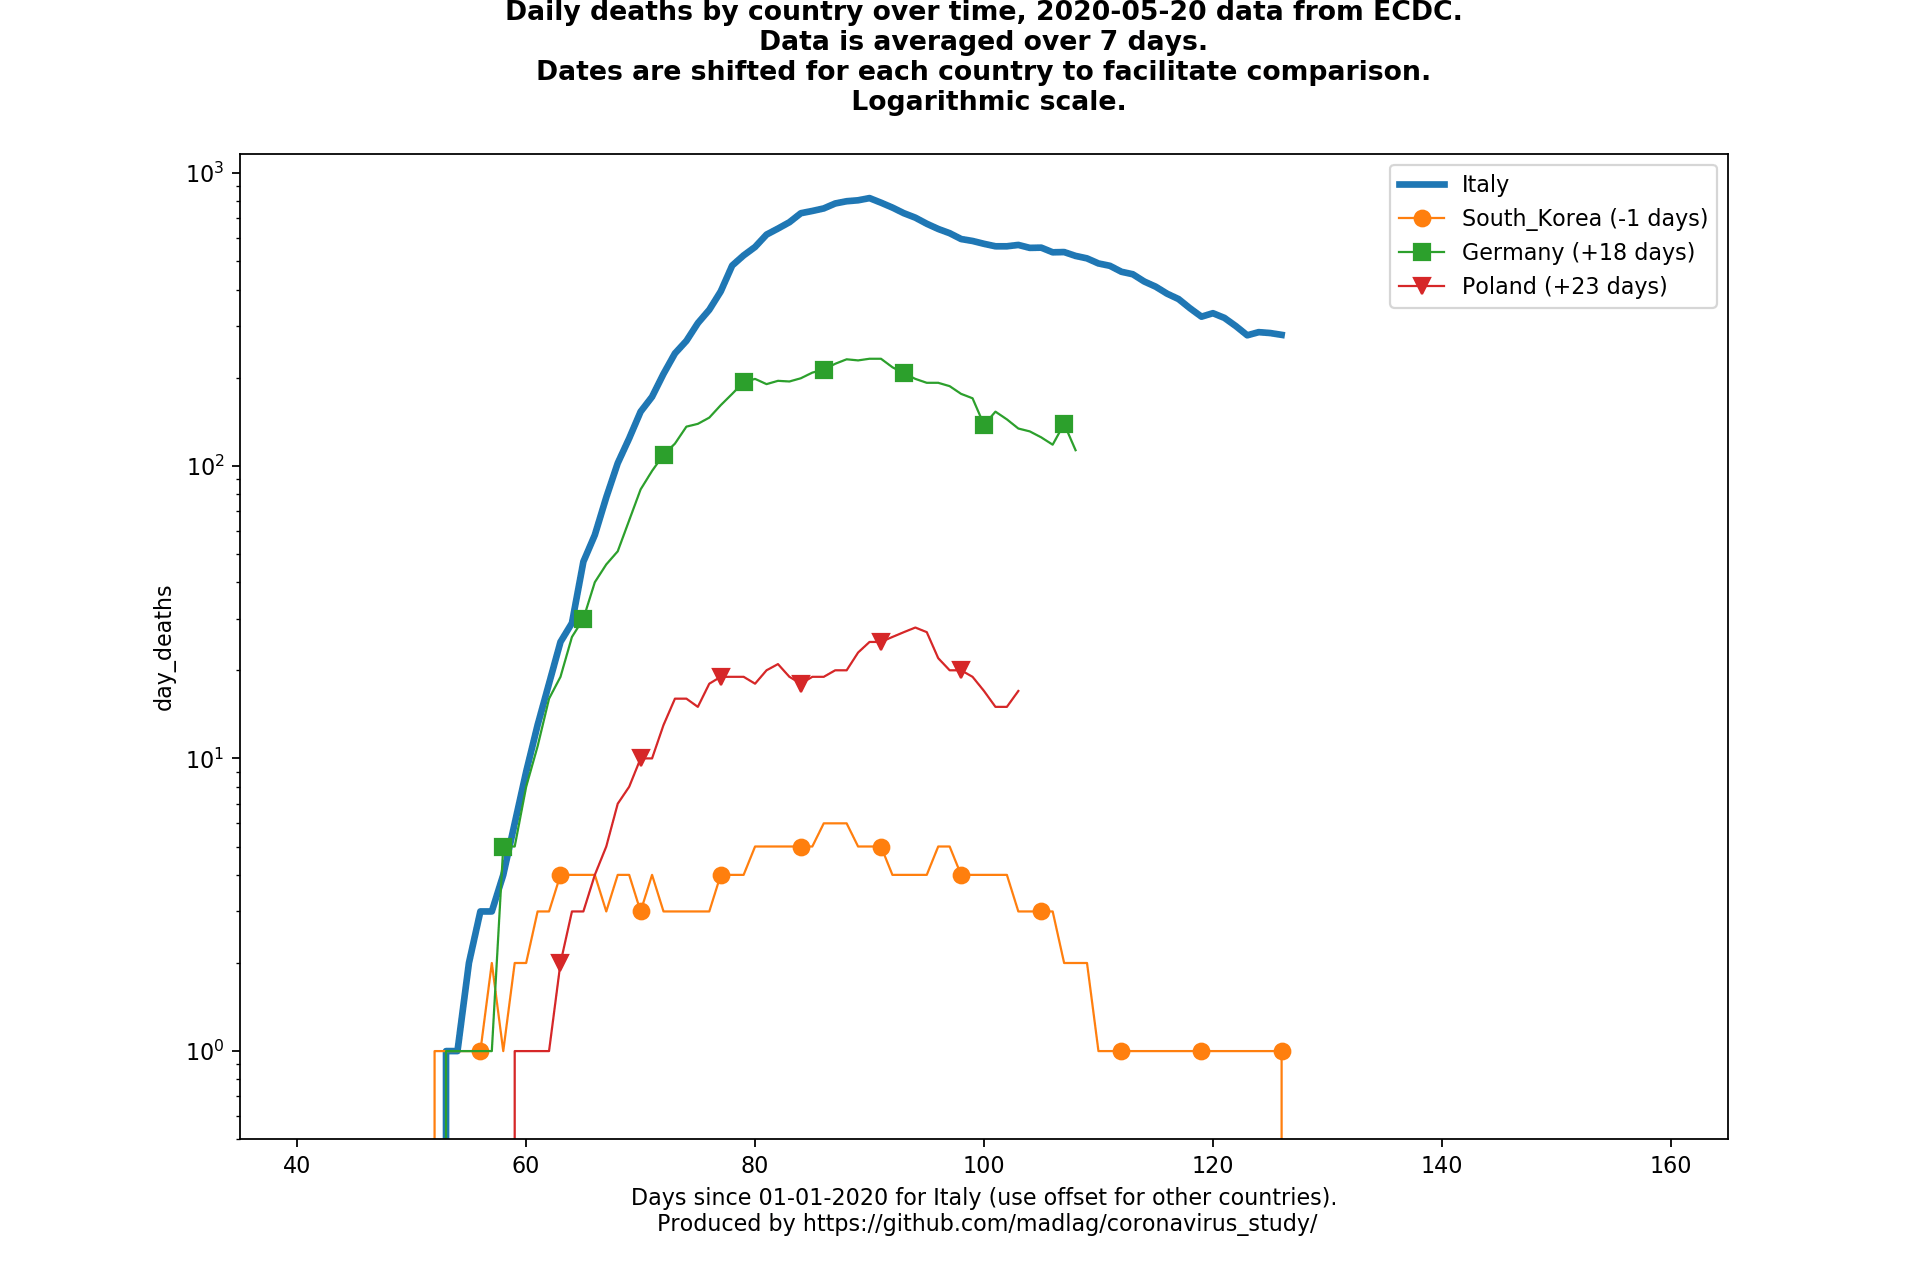 Daily deaths by country over time, 2020-05-20 data from ECDC.
Data is averaged over 7 days.
Dates are shifted for each country to facilitate comparison.
Logarithmic scale.
10³
10²
10¹
10⁰
day_deaths
Italy
South_Korea (-1 days)
Germany (+18 days)
Poland (+23 days)
40 60 80 100 120 140 160
Days since 01-01-2020 for Italy (use offset for other countries).
Produced by https://github.com/madlag/coronavirus_study/